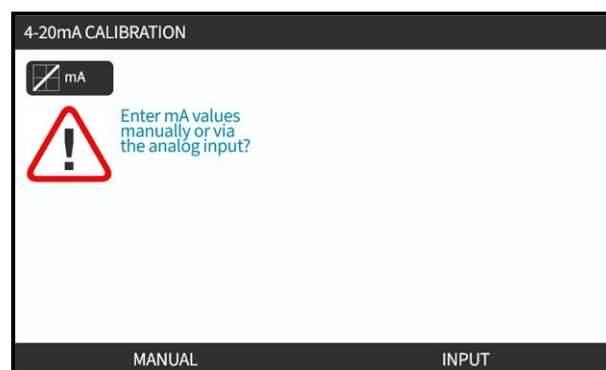 4-20mA CALIBRATION
mA
Enter mA values
manually or via
the analog input?
MANUAL INPUT